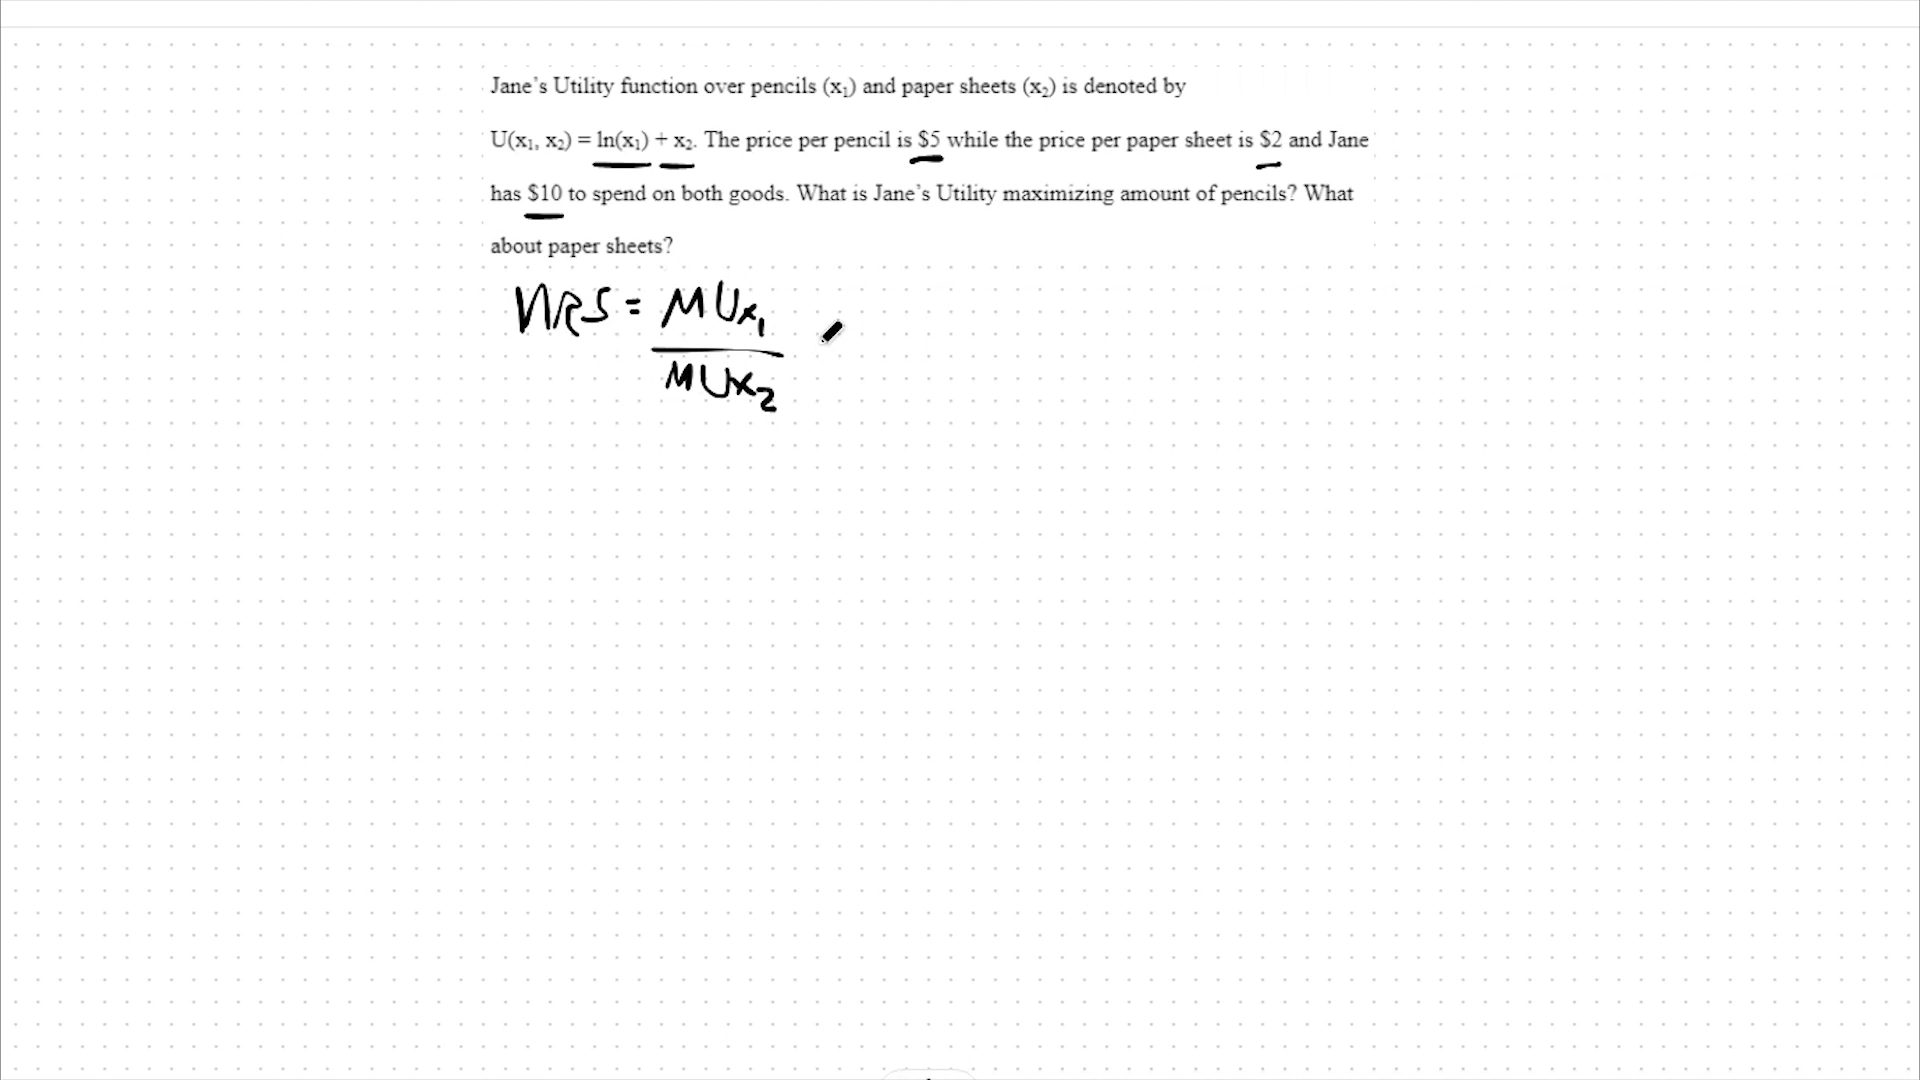 Jane’s Utility function over pencils (x₁) and paper sheets (x₂) is denoted by
U(x₁, x₂) = ln(x₁) + x₂. The price per pencil is $5 while the price per paper sheet is $2 and Jane
has $10 to spend on both goods. What is Jane’s Utility maximizing amount of pencils? What
about paper sheets?
MRS = MUx₁
MUx₂